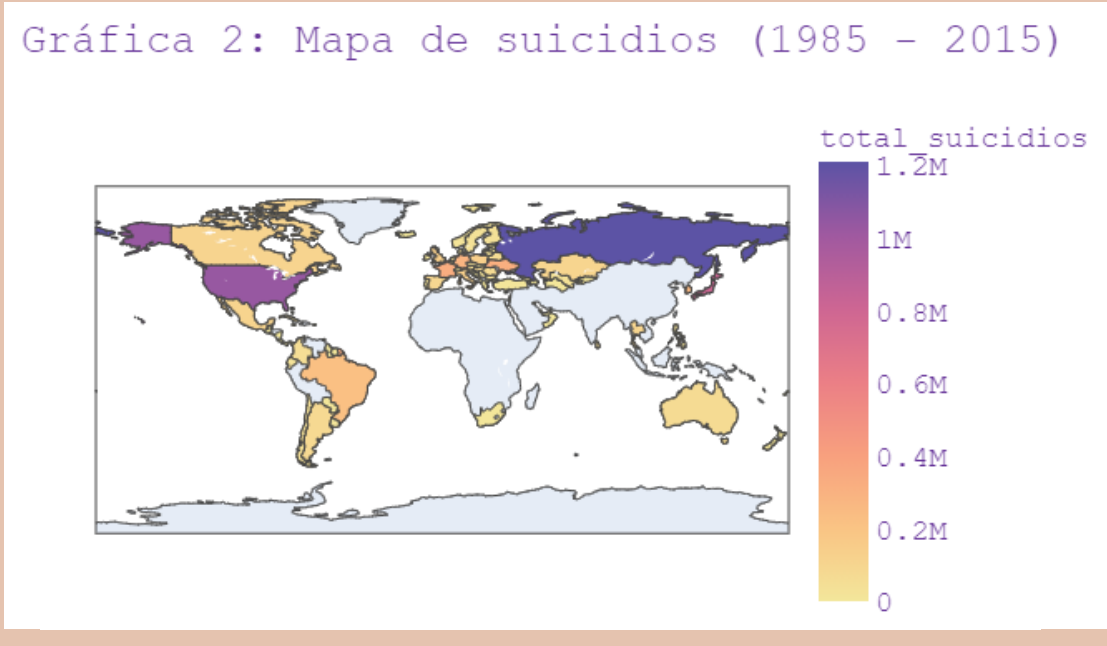 Gráfica 2: Mapa de suicidios (1985 – 2015)
total_suicidios
1.2M
1M
0.8M
0.6M
0.4M
0.2M
0